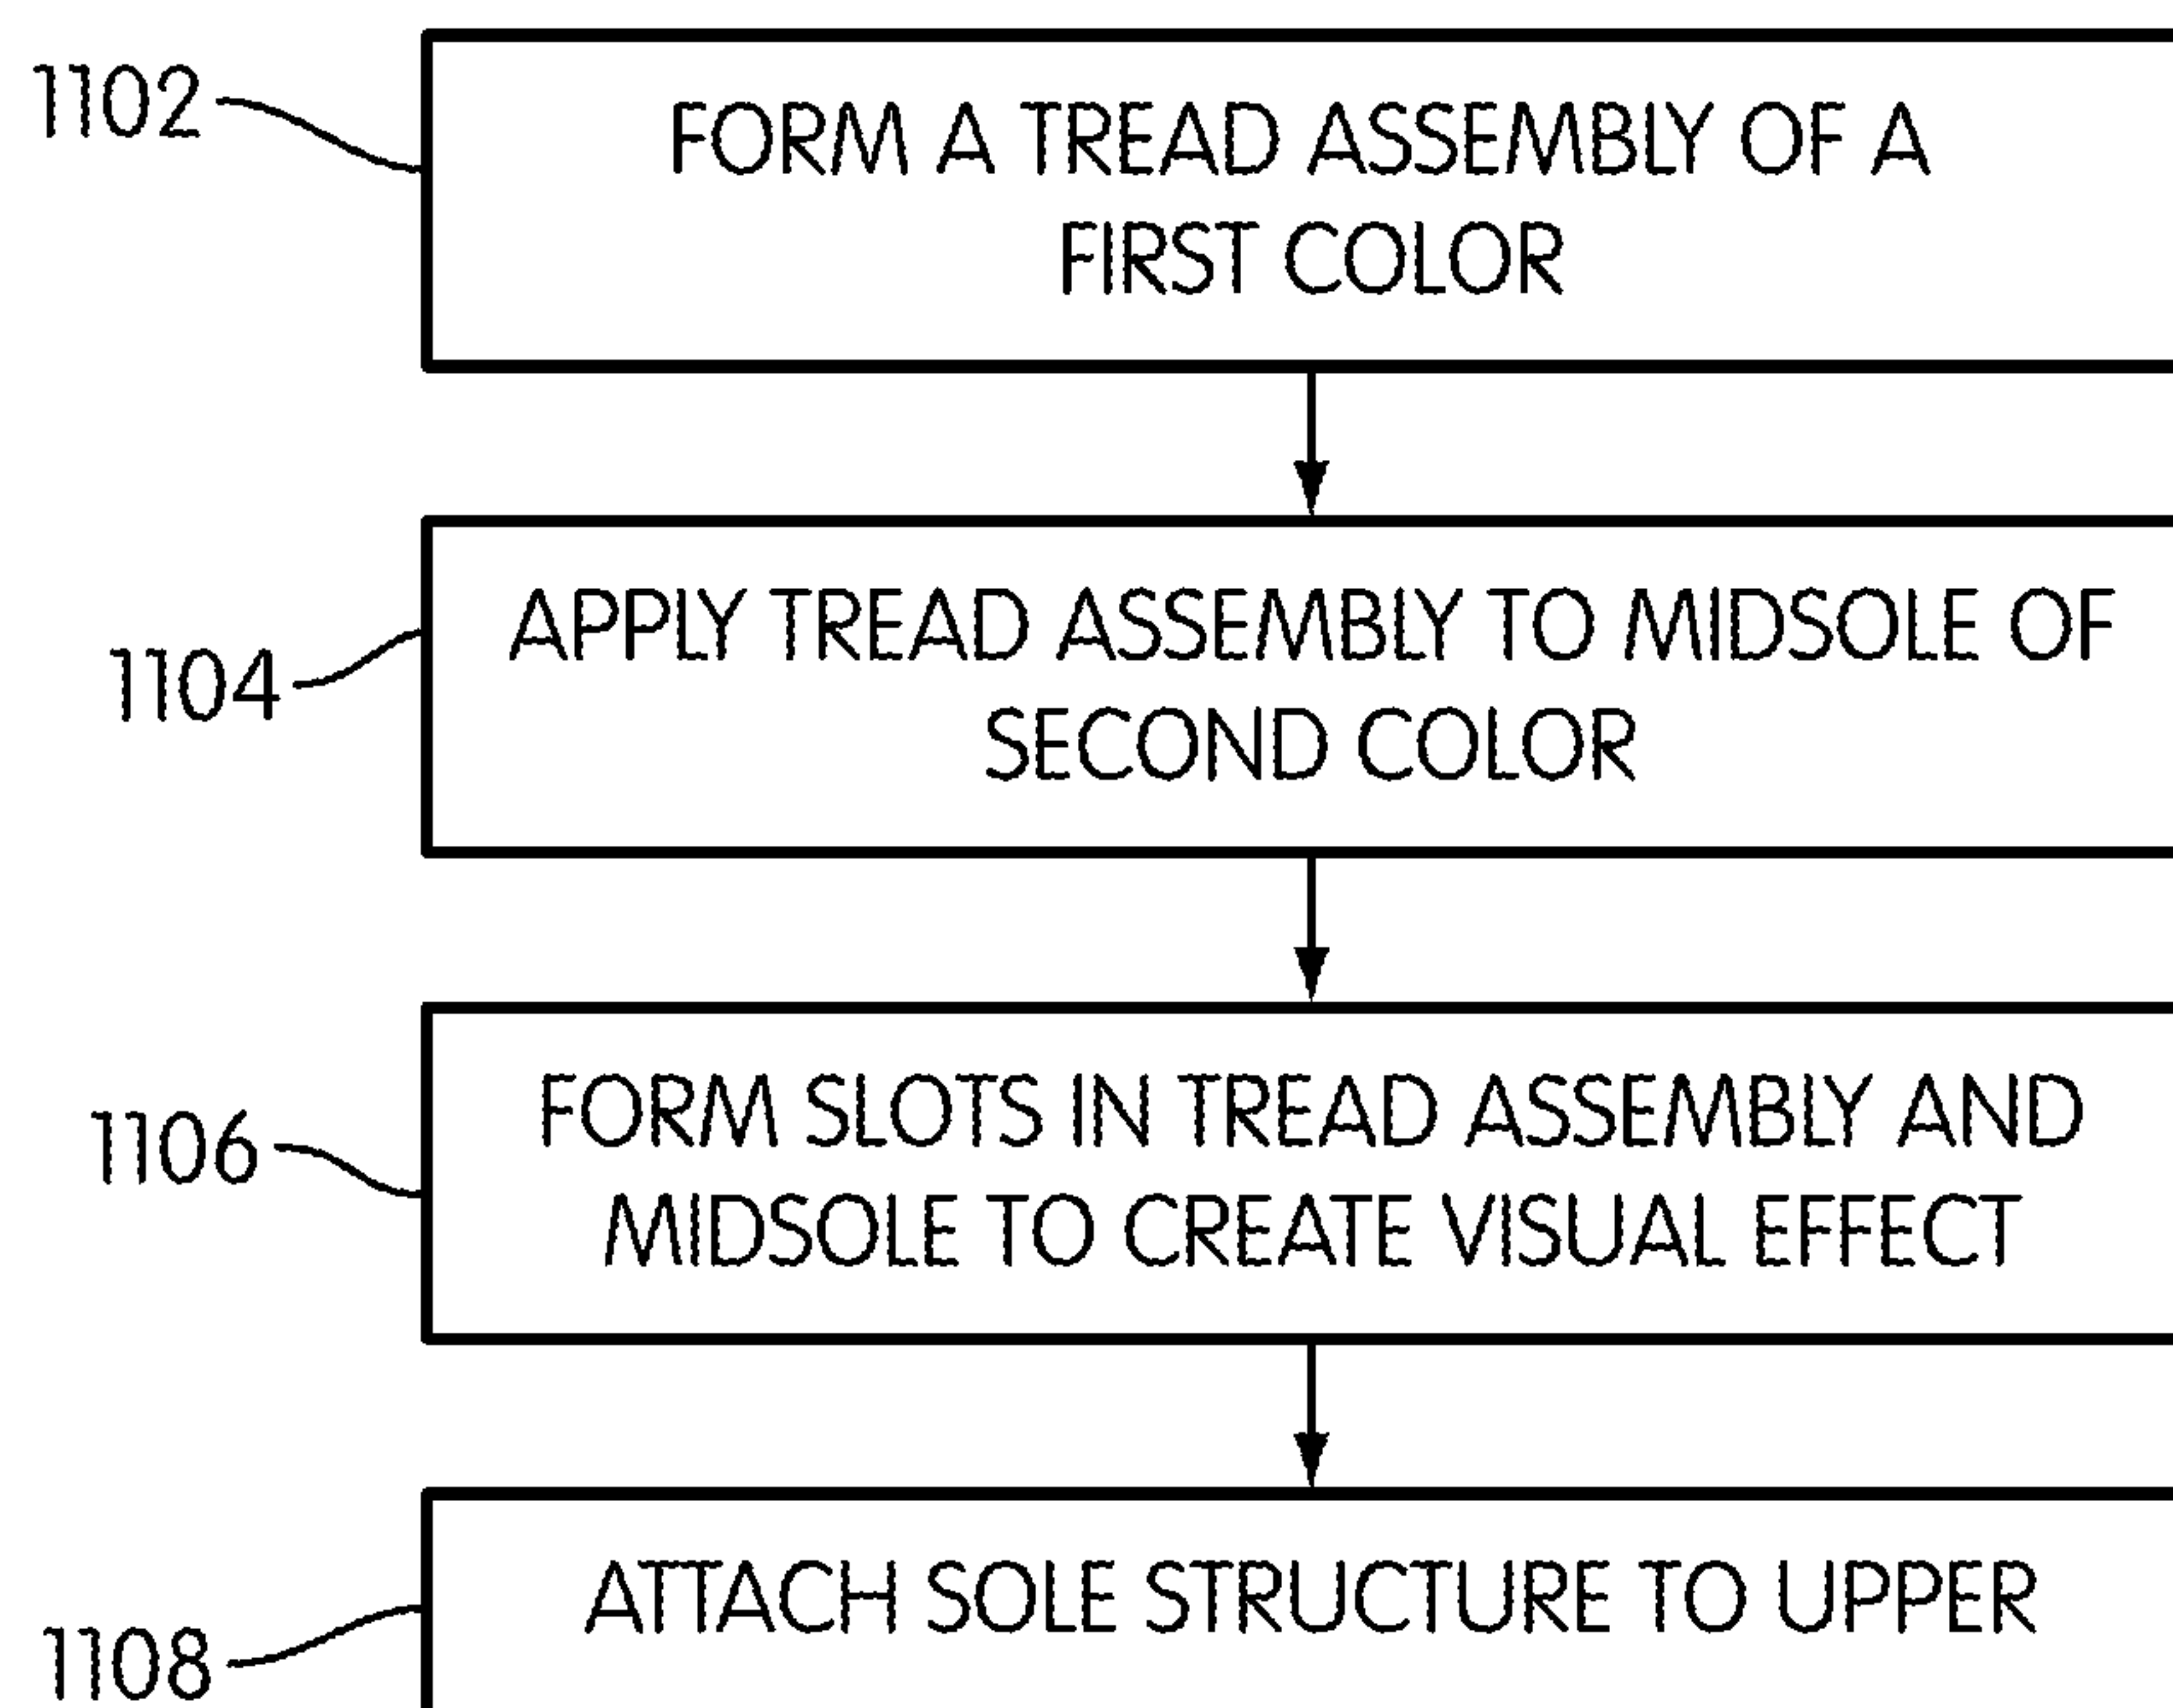 1102
FORM A TREAD ASSEMBLY OF A
FIRST COLOR
1104
APPLY TREAD ASSEMBLY TO MIDSOLE OF
SECOND COLOR
1106
FORM SLOTS IN TREAD ASSEMBLY AND
MIDSOLE TO CREATE VISUAL EFFECT
1108
ATTACH SOLE STRUCTURE TO UPPER